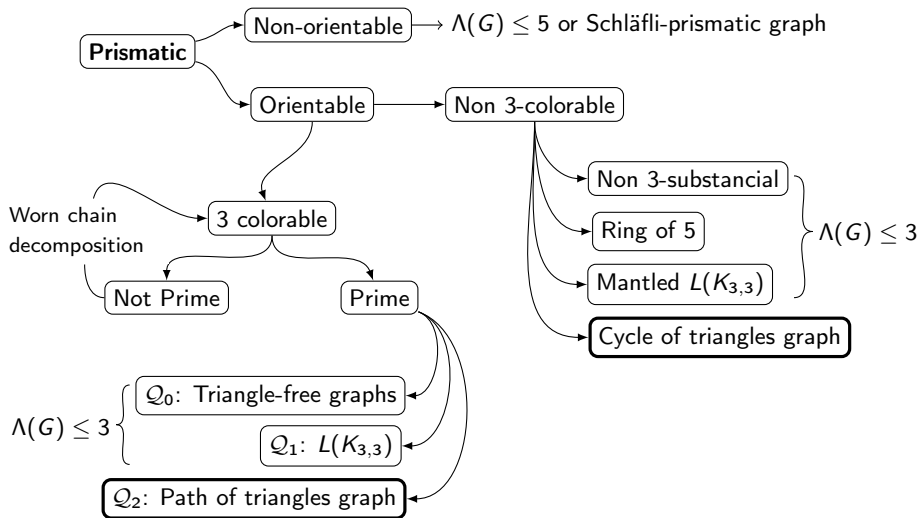 Non-orientable
Λ(G) ≤ 5 or Schläfli-prismatic graph
Prismatic
Orientable
Non 3-colorable
Non 3-substancial
Worn chain
decomposition
3 colorable
Ring of 5
Λ(G) ≤ 3
Not Prime
Prime
Mantled L(K₃,₃)
Cycle of triangles graph
𝒬₀: Triangle-free graphs
Λ(G) ≤ 3
𝒬₁: L(K₃,₃)
𝒬₂: Path of triangles graph